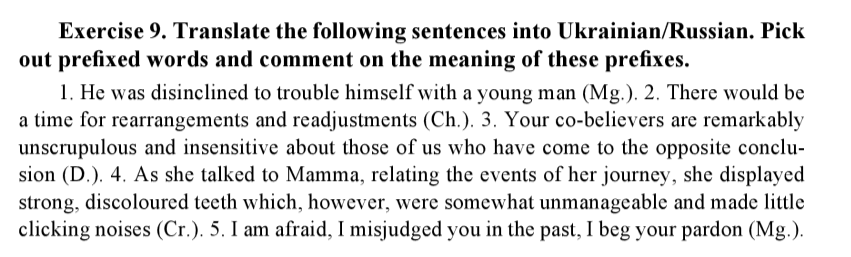 Exercise 9. Translate the following sentences into Ukrainian/Russian. Pick
out prefixed words and comment on the meaning of these prefixes.
1. He was disinclined to trouble himself with a young man (Mg.). 2. There would be
a time for rearrangements and readjustments (Ch.). 3. Your co-believers are remarkably
unscrupulous and insensitive about those of us who have come to the opposite conclu-
sion (D.). 4. As she talked to Mamma, relating the events of her journey, she displayed
strong, discoloured teeth which, however, were somewhat unmanageable and made little
clicking noises (Cr.). 5. I am afraid, I misjudged you in the past, I beg your pardon (Mg.).